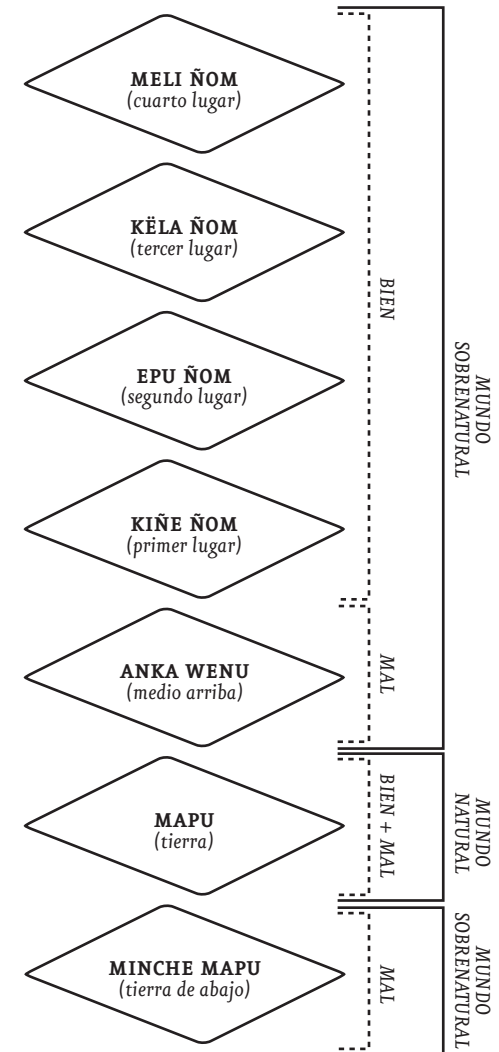 MELI ÑOM
(cuarto lugar)
KËLA ÑOM
(tercer lugar)
EPU ÑOM
(segundo lugar)
KIÑE ÑOM
(primer lugar)
BIEN
ANKA WENU
(medio arriba)
MAL
MUNDO
SOBRENATURAL
MAPU
(tierra)
BIEN + MAL
MUNDO
NATURAL
MINCHE MAPU
(tierra de abajo)
MAL
MUNDO
SOBRENATURAL